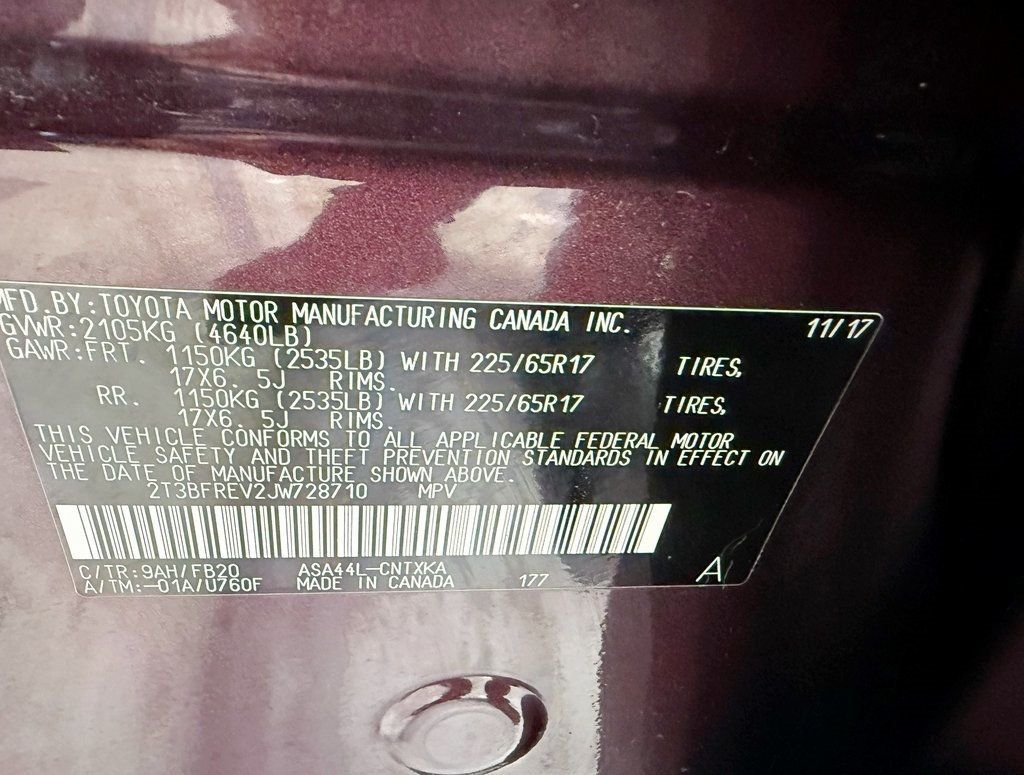 MFD. BY: TOYOTA MOTOR MANUFACTURING CANADA INC. 11/17
GVWR: 2105KG (4640LB)
GAWR: FRT. 1150KG (2535LB) WITH 225/65R17 TIRES,
17X6. 5J RIMS.
RR. 1150KG (2535LB) WITH 225/65R17 TIRES,
17X6. 5J RIMS.
THIS VEHICLE CONFORMS TO ALL APPLICABLE FEDERAL MOTOR
VEHICLE SAFETY AND THEFT PREVENTION STANDARDS IN EFFECT ON
THE DATE OF MANUFACTURE SHOWN ABOVE.
2T3BFREV2JW728710 MPV
C/TR: 9AH/FB20 ASA44L-CNTXKA
A/TM: -01A/U760F MADE IN CANADA 177 A